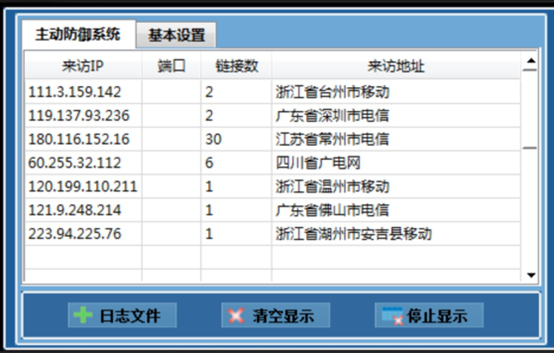 主动防御系统 基本设置
来访IP 端口 链接数 来访地址
111.3.159.142 2 浙江省台州市移动
119.137.93.236 2 广东省深圳市电信
180.116.152.16 30 江苏省常州市电信
60.255.32.112 6 四川省广电网
120.199.110.211 1 浙江省温州市移动
121.9.248.214 1 广东省佛山市电信
223.94.225.76 1 浙江省湖州市安吉县移动
日志文件 清空显示 停止显示